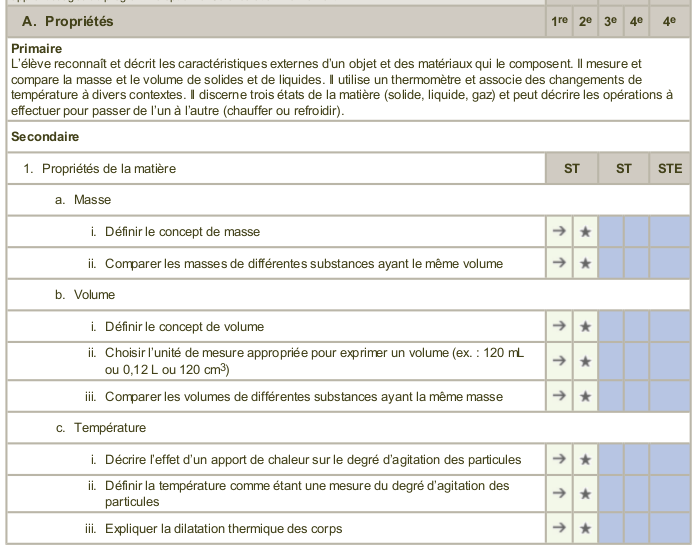 A. Propriétés 1re 2e 3e 4e 4e
Primaire
L'élève reconnaît et décrit les caractéristiques externes d'un objet et des matériaux qui le composent. Il mesure et
compare la masse et le volume de solides et de liquides. Il utilise un thermomètre et associe des changements de
température à divers contextes. Il discerne trois états de la matière (solide, liquide, gaz) et peut décrire les opérations à
effectuer pour passer de l'un à l'autre (chauffer ou refroidir).
Secondaire
1. Propriétés de la matière ST ST STE
a. Masse
i. Définir le concept de masse → ★
ii. Comparer les masses de différentes substances ayant le même volume → ★
b. Volume
i. Définir le concept de volume → ★
ii. Choisir l'unité de mesure appropriée pour exprimer un volume (ex. : 120 mL
ou 0,12 L ou 120 cm³) → ★
iii. Comparer les volumes de différentes substances ayant la même masse → ★
c. Température
i. Décrire l'effet d'un apport de chaleur sur le degré d'agitation des particules → ★
ii. Définir la température comme étant une mesure du degré d'agitation des
particules → ★
iii. Expliquer la dilatation thermique des corps → ★